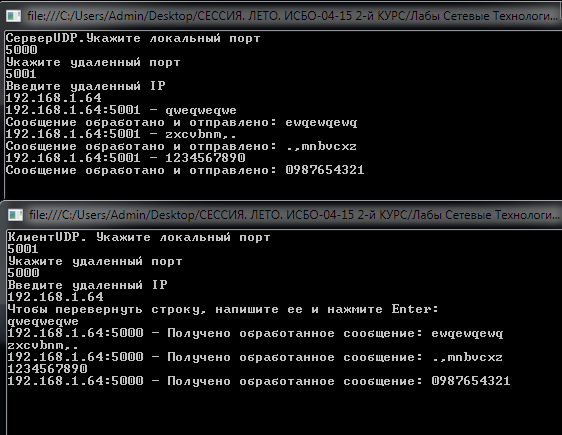 file:///C:/Users/Admin/Desktop/СЕССИЯ. ЛЕТО. ИСБО-04-15 2-й КУРС/Лабы Сетевые Технологи...
СерверUDP.Укажите локальный порт
5000
Укажите удаленный порт
5001
Введите удаленный IP
192.168.1.64
192.168.1.64:5001 - qweqweqwe
Сообщение обработано и отправлено: ewqewqewq
192.168.1.64:5001 - zxcvbnm,.
Сообщение обработано и отправлено: .,mnbvcxz
192.168.1.64:5001 - 1234567890
Сообщение обработано и отправлено: 0987654321
file:///C:/Users/Admin/Desktop/СЕССИЯ. ЛЕТО. ИСБО-04-15 2-й КУРС/Лабы Сетевые Технологи...
КлиентUDP. Укажите локальный порт
5001
Укажите удаленный порт
5000
Введите удаленный IP
192.168.1.64
Чтобы перевернуть строку, напишите ее и нажмите Enter:
qweqweqwe
192.168.1.64:5000 - Получено обработанное сообщение: ewqewqewq
zxcvbnm,.
192.168.1.64:5000 - Получено обработанное сообщение: .,mnbvcxz
1234567890
192.168.1.64:5000 - Получено обработанное сообщение: 0987654321